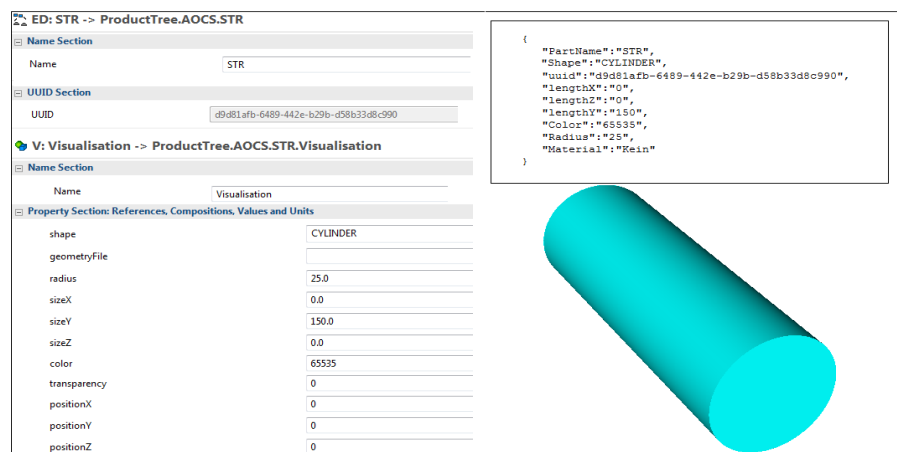 ED: STR -> ProductTree.AOCS.STR
Name Section
Name STR
UUID Section
UUID d9d81afb-6489-442e-b29b-d58b33d8c990
V: Visualisation -> ProductTree.AOCS.STR.Visualisation
Name Section
Name Visualisation
Property Section: References, Compositions, Values and Units
shape CYLINDER
geometryFile
radius 25.0
sizeX 0.0
sizeY 150.0
sizeZ 0.0
color 65535
transparency 0
positionX 0
positionY 0
positionZ 0
{
"PartName":"STR",
"Shape":"CYLINDER",
"uuid":"d9d81afb-6489-442e-b29b-d58b33d8c990",
"lengthX":"0",
"lengthZ":"0",
"lengthY":"150",
"Color":"65535",
"Radius":"25",
"Material":"Kein"
}